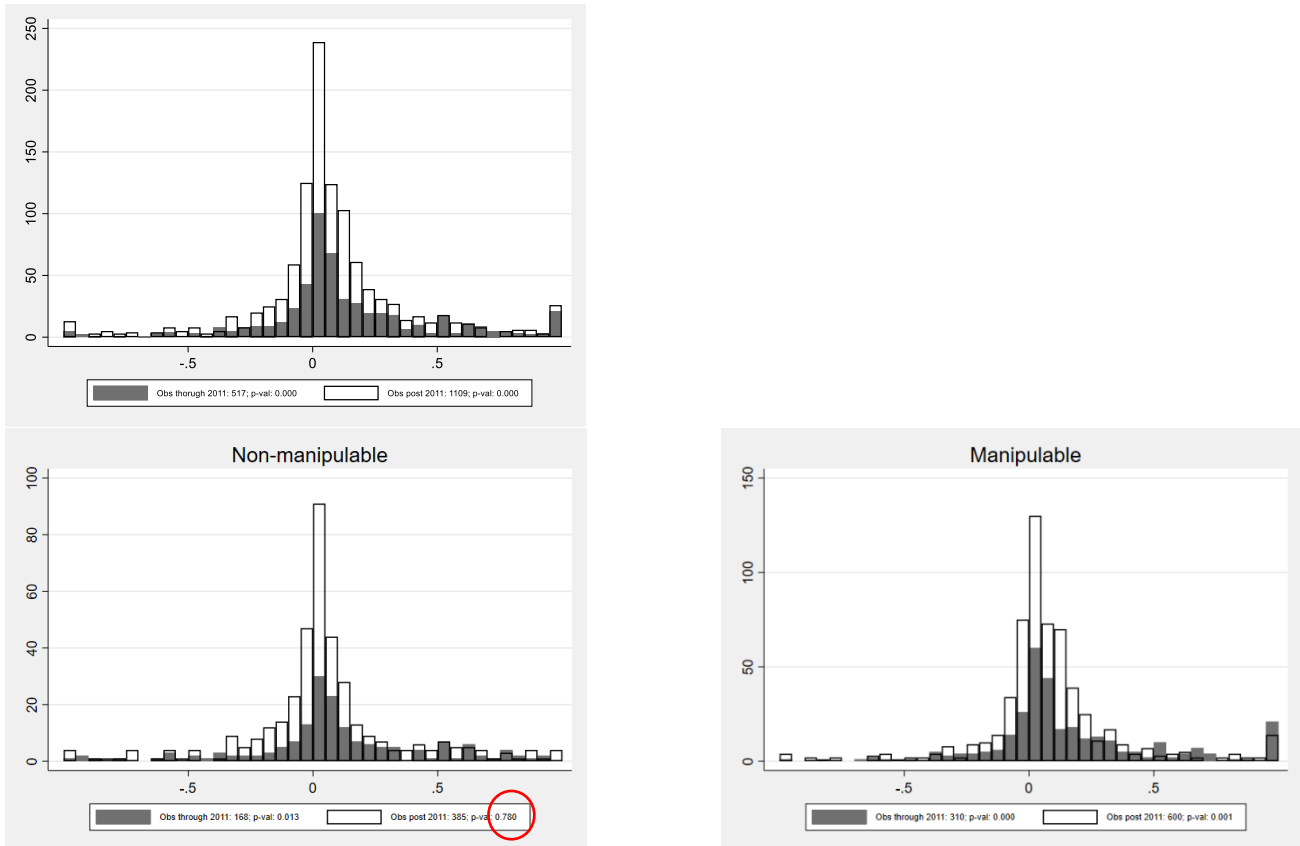 250
200
150
100
50
0
-.5 0 .5
Obs thorugh 2011: 517; p-val: 0.000 Obs post 2011: 1109; p-val: 0.000
Non-manipulable
100
80
60
40
20
0
-.5 0 .5
Obs through 2011: 168; p-val: 0.013 Obs post 2011: 385; p-val: 0.780
Manipulable
150
100
50
0
-.5 0 .5
Obs through 2011: 310; p-val: 0.000 Obs post 2011: 600; p-val: 0.001